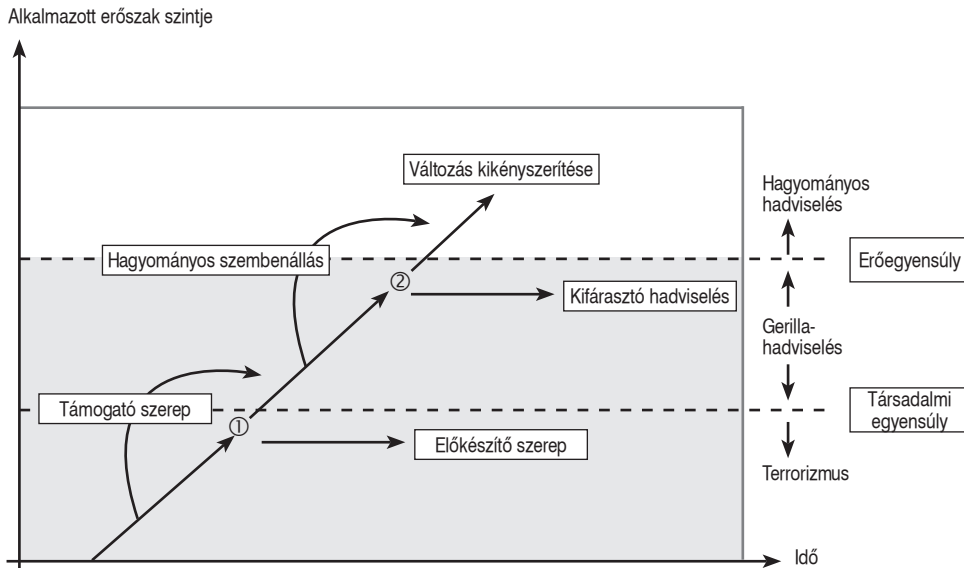 Alkalmazott erőszak szintje
Változás kikényszerítése
Hagyományos
hadviselés
Hagyományos szembenállás
Erőegyensúly
②
Kifárasztó hadviselés
Gerilla-
hadviselés
Támogató szerep
Társadalmi
egyensúly
①
Előkészítő szerep
Terrorizmus
Idő